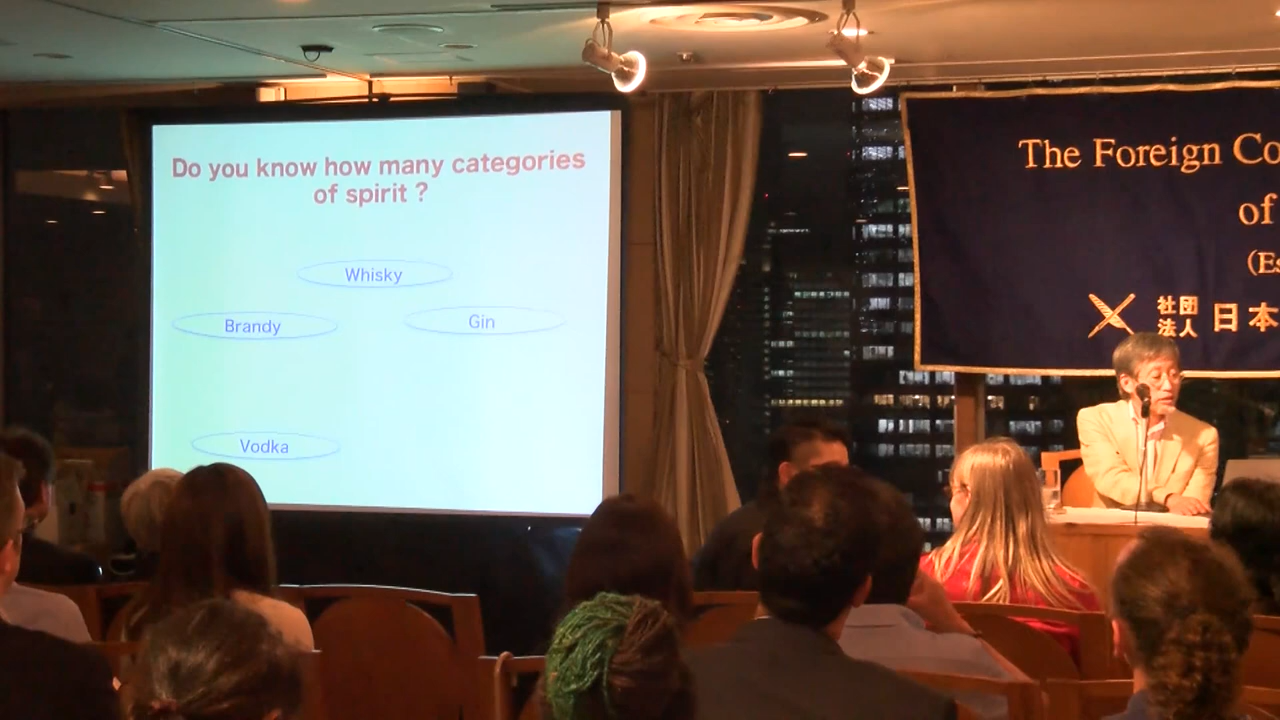 Do you know how many categories
of spirit ?
Whisky
Brandy
Gin
Vodka
The Foreign Co
of
(Es
社団
法人
日本